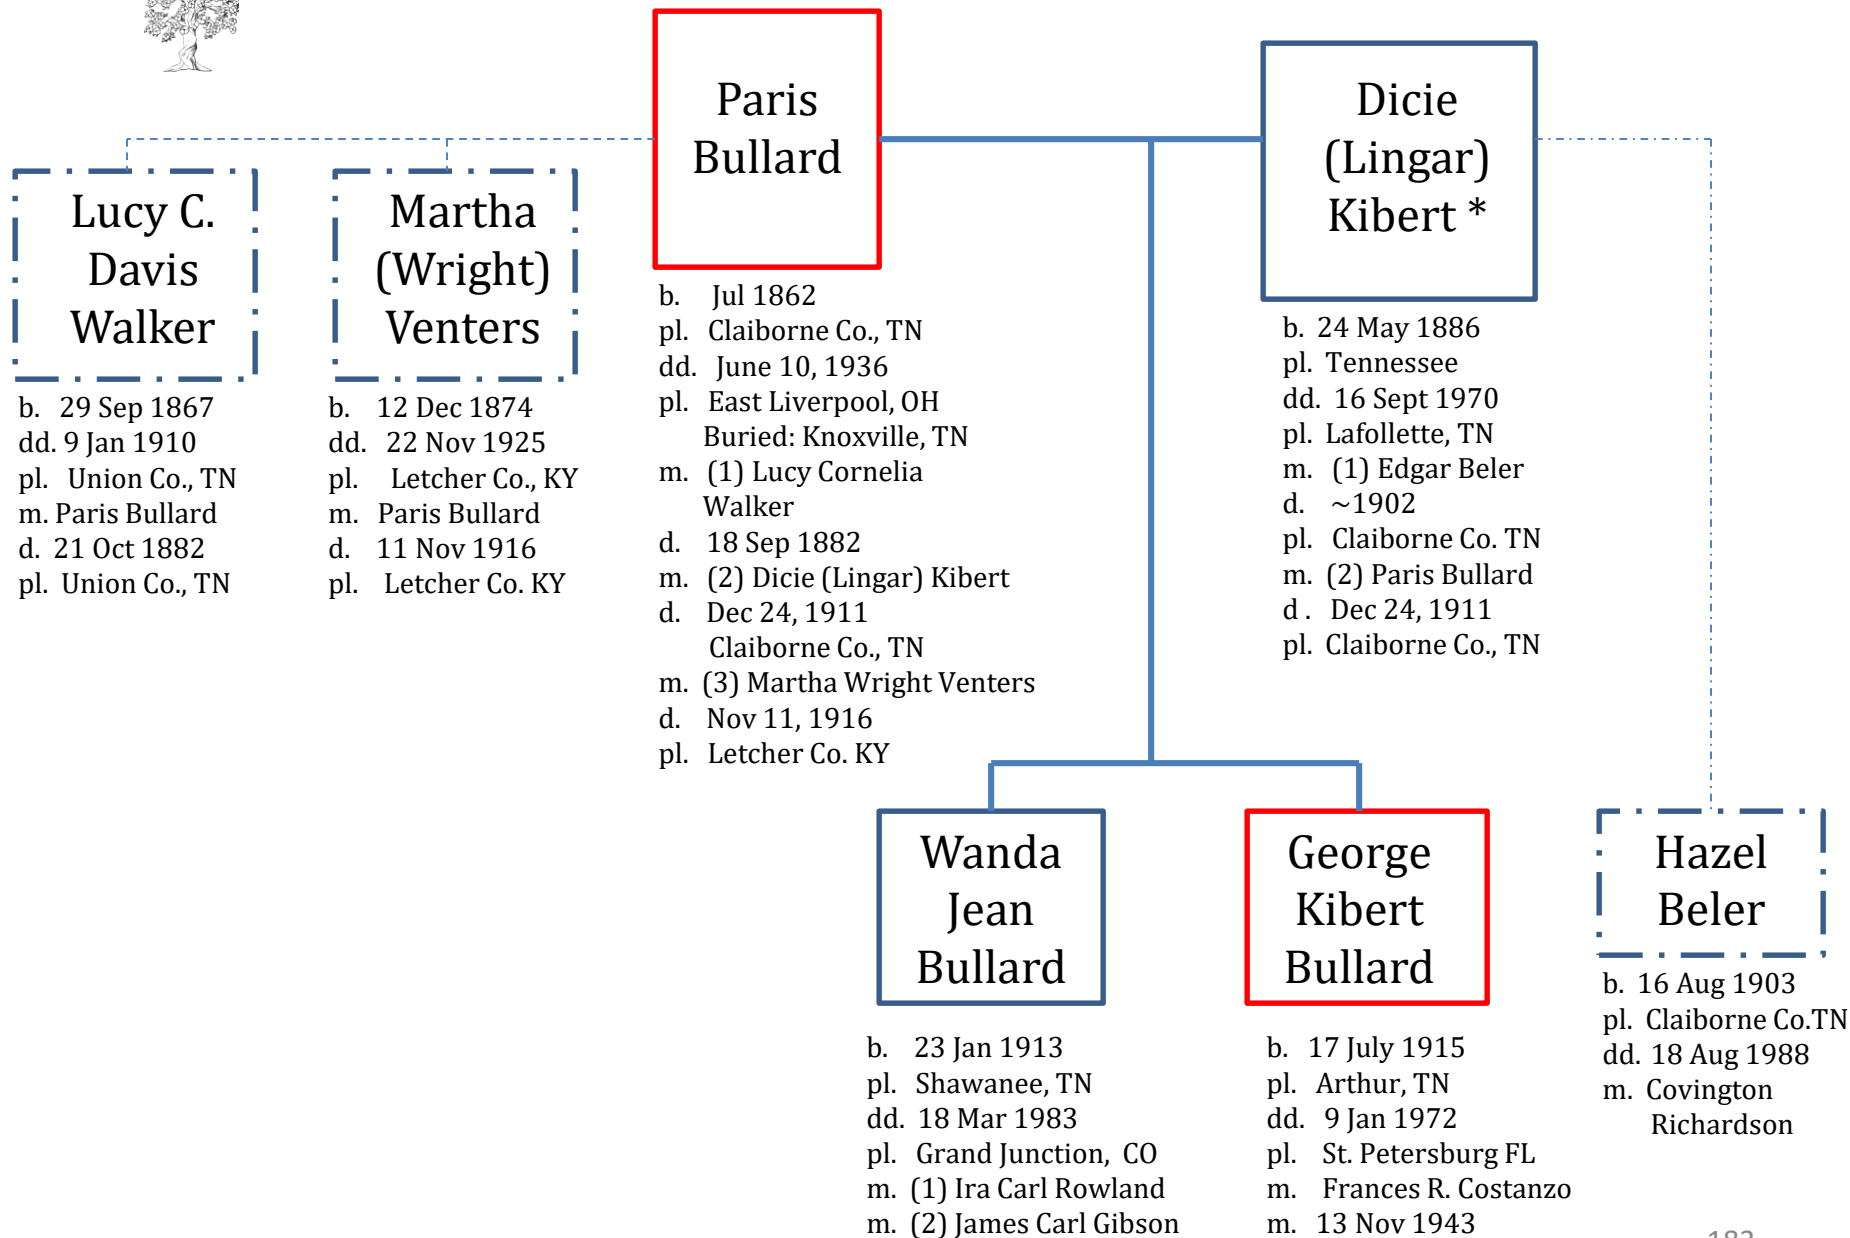 Paris
Bullard
Dicie
(Lingar)
Kibert *
Lucy C.
Davis
Walker
Martha
(Wright)
Venters
b. 29 Sep 1867
dd. 9 Jan 1910
pl. Union Co., TN
m. Paris Bullard
d. 21 Oct 1882
pl. Union Co., TN
b. 12 Dec 1874
dd. 22 Nov 1925
pl. Letcher Co., KY
m. Paris Bullard
d. 11 Nov 1916
pl. Letcher Co. KY
b. Jul 1862
pl. Claiborne Co., TN
dd. June 10, 1936
pl. East Liverpool, OH
Buried: Knoxville, TN
m. (1) Lucy Cornelia
Walker
d. 18 Sep 1882
m. (2) Dicie (Lingar) Kibert
d. Dec 24, 1911
Claiborne Co., TN
m. (3) Martha Wright Venters
d. Nov 11, 1916
pl. Letcher Co. KY
b. 24 May 1886
pl. Tennessee
dd. 16 Sept 1970
pl. Lafollette, TN
m. (1) Edgar Beler
d. ~1902
pl. Claiborne Co. TN
m. (2) Paris Bullard
d . Dec 24, 1911
pl. Claiborne Co., TN
Wanda
Jean
Bullard
George
Kibert
Bullard
Hazel
Beler
b. 23 Jan 1913
pl. Shawanee, TN
dd. 18 Mar 1983
pl. Grand Junction, CO
m. (1) Ira Carl Rowland
m. (2) James Carl Gibson
b. 17 July 1915
pl. Arthur, TN
dd. 9 Jan 1972
pl. St. Petersburg FL
m. Frances R. Costanzo
m. 13 Nov 1943
b. 16 Aug 1903
pl. Claiborne Co.TN
dd. 18 Aug 1988
m. Covington
Richardson